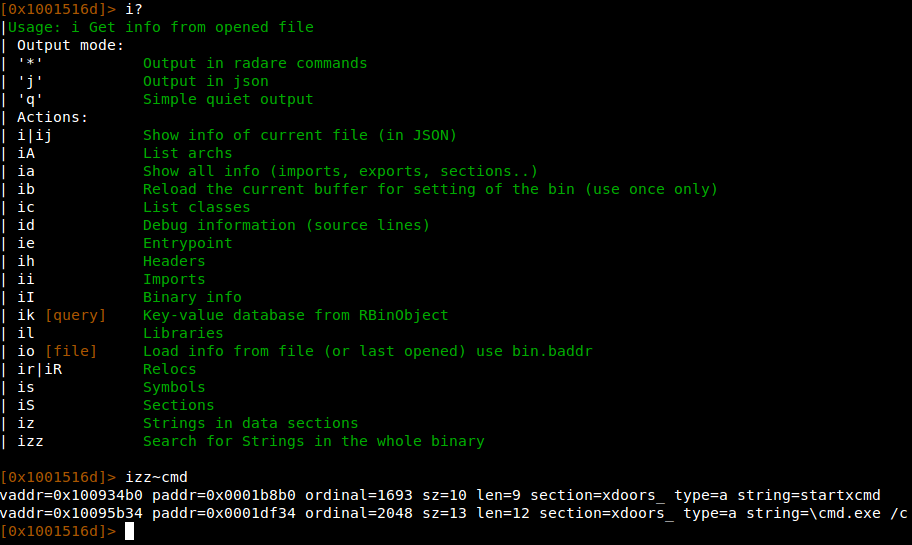 [0x1001516d]> i?
|Usage: i Get info from opened file
| Output mode:
| '*'           Output in radare commands
| 'j'           Output in json
| 'q'           Simple quiet output
| Actions:
| i|ij          Show info of current file (in JSON)
| iA            List archs
| ia            Show all info (imports, exports, sections..)
| ib            Reload the current buffer for setting of the bin (use once only)
| ic            List classes
| id            Debug information (source lines)
| ie            Entrypoint
| ih            Headers
| ii            Imports
| iI            Binary info
| ik [query]    Key-value database from RBinObject
| il            Libraries
| io [file]     Load info from file (or last opened) use bin.baddr
| ir|iR         Relocs
| is            Symbols
| iS            Sections
| iz            Strings in data sections
| izz           Search for Strings in the whole binary
[0x1001516d]> izz~cmd
vaddr=0x100934b0 paddr=0x0001b8b0 ordinal=1693 sz=10 len=9 section=xdoors_ type=a string=startxcmd
vaddr=0x10095b34 paddr=0x0001df34 ordinal=2048 sz=13 len=12 section=xdoors_ type=a string=\cmd.exe /c
[0x1001516d]>